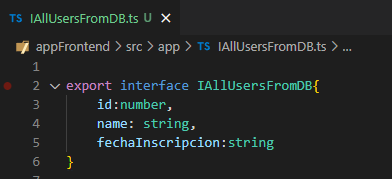 TS IAllUsersFromDB.ts U ×
appFrontend > src > app > TS IAllUsersFromDB.ts > ...
1
2 export interface IAllUsersFromDB{
3 id:number,
4 name: string,
5 fechaInscripcion:string
6 }